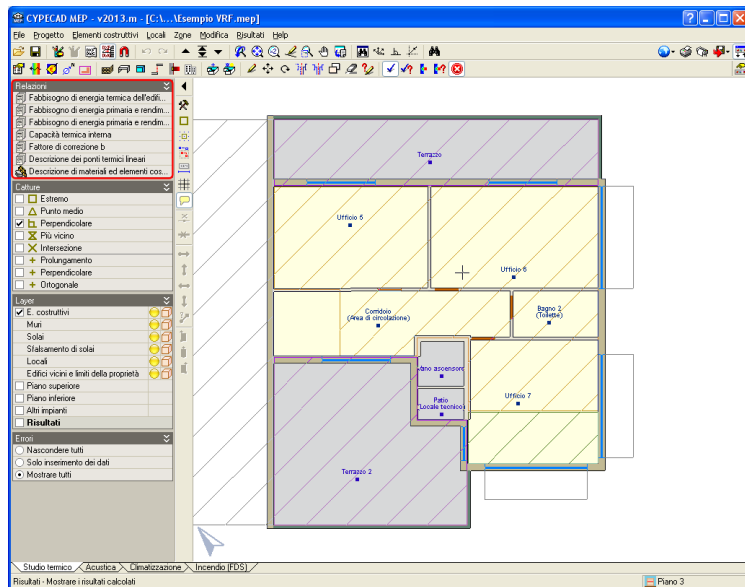 CYPECAD MEP - v2013.m - [C:\...\Esempio VRF.mep]
File Progetto Elementi costruttivi Locali Zone Modifica Risultati Help
Relazioni
Fabbisogno di energia termica dell'edifi...
Fabbisogno di energia primaria e rendim...
Fabbisogno di energia primaria e rendim...
Capacità termica interna
Fattore di correzione b
Descrizione dei ponti termici lineari
Descrizione di materiali ed elementi cos...
Catture
Estremo
Punto medio
Perpendicolare
Più vicino
Intersezione
Prolungamento
Perpendicolare
Ortogonale
Layer
E. costruttivi
Muri
Solai
Sfalsamento di solai
Locali
Edifici vicini e limiti della proprietà
Piano superiore
Piano inferiore
Altri impianti
Risultati
Errori
Nascondere tutti
Solo inserimento dei dati
Mostrare tutti
Terrazzo
Ufficio 5
Ufficio 6
Corridoio
(Area di circolazione)
Bagno 2
(Toilette)
Vano ascensore
Patio
(Locale tecnico)
Ufficio 7
Terrazzo 2
Studio termico Acustica Climatizzazione Incendio (FDS)
Risultati - Mostrare i risultati calcolati
Piano 3